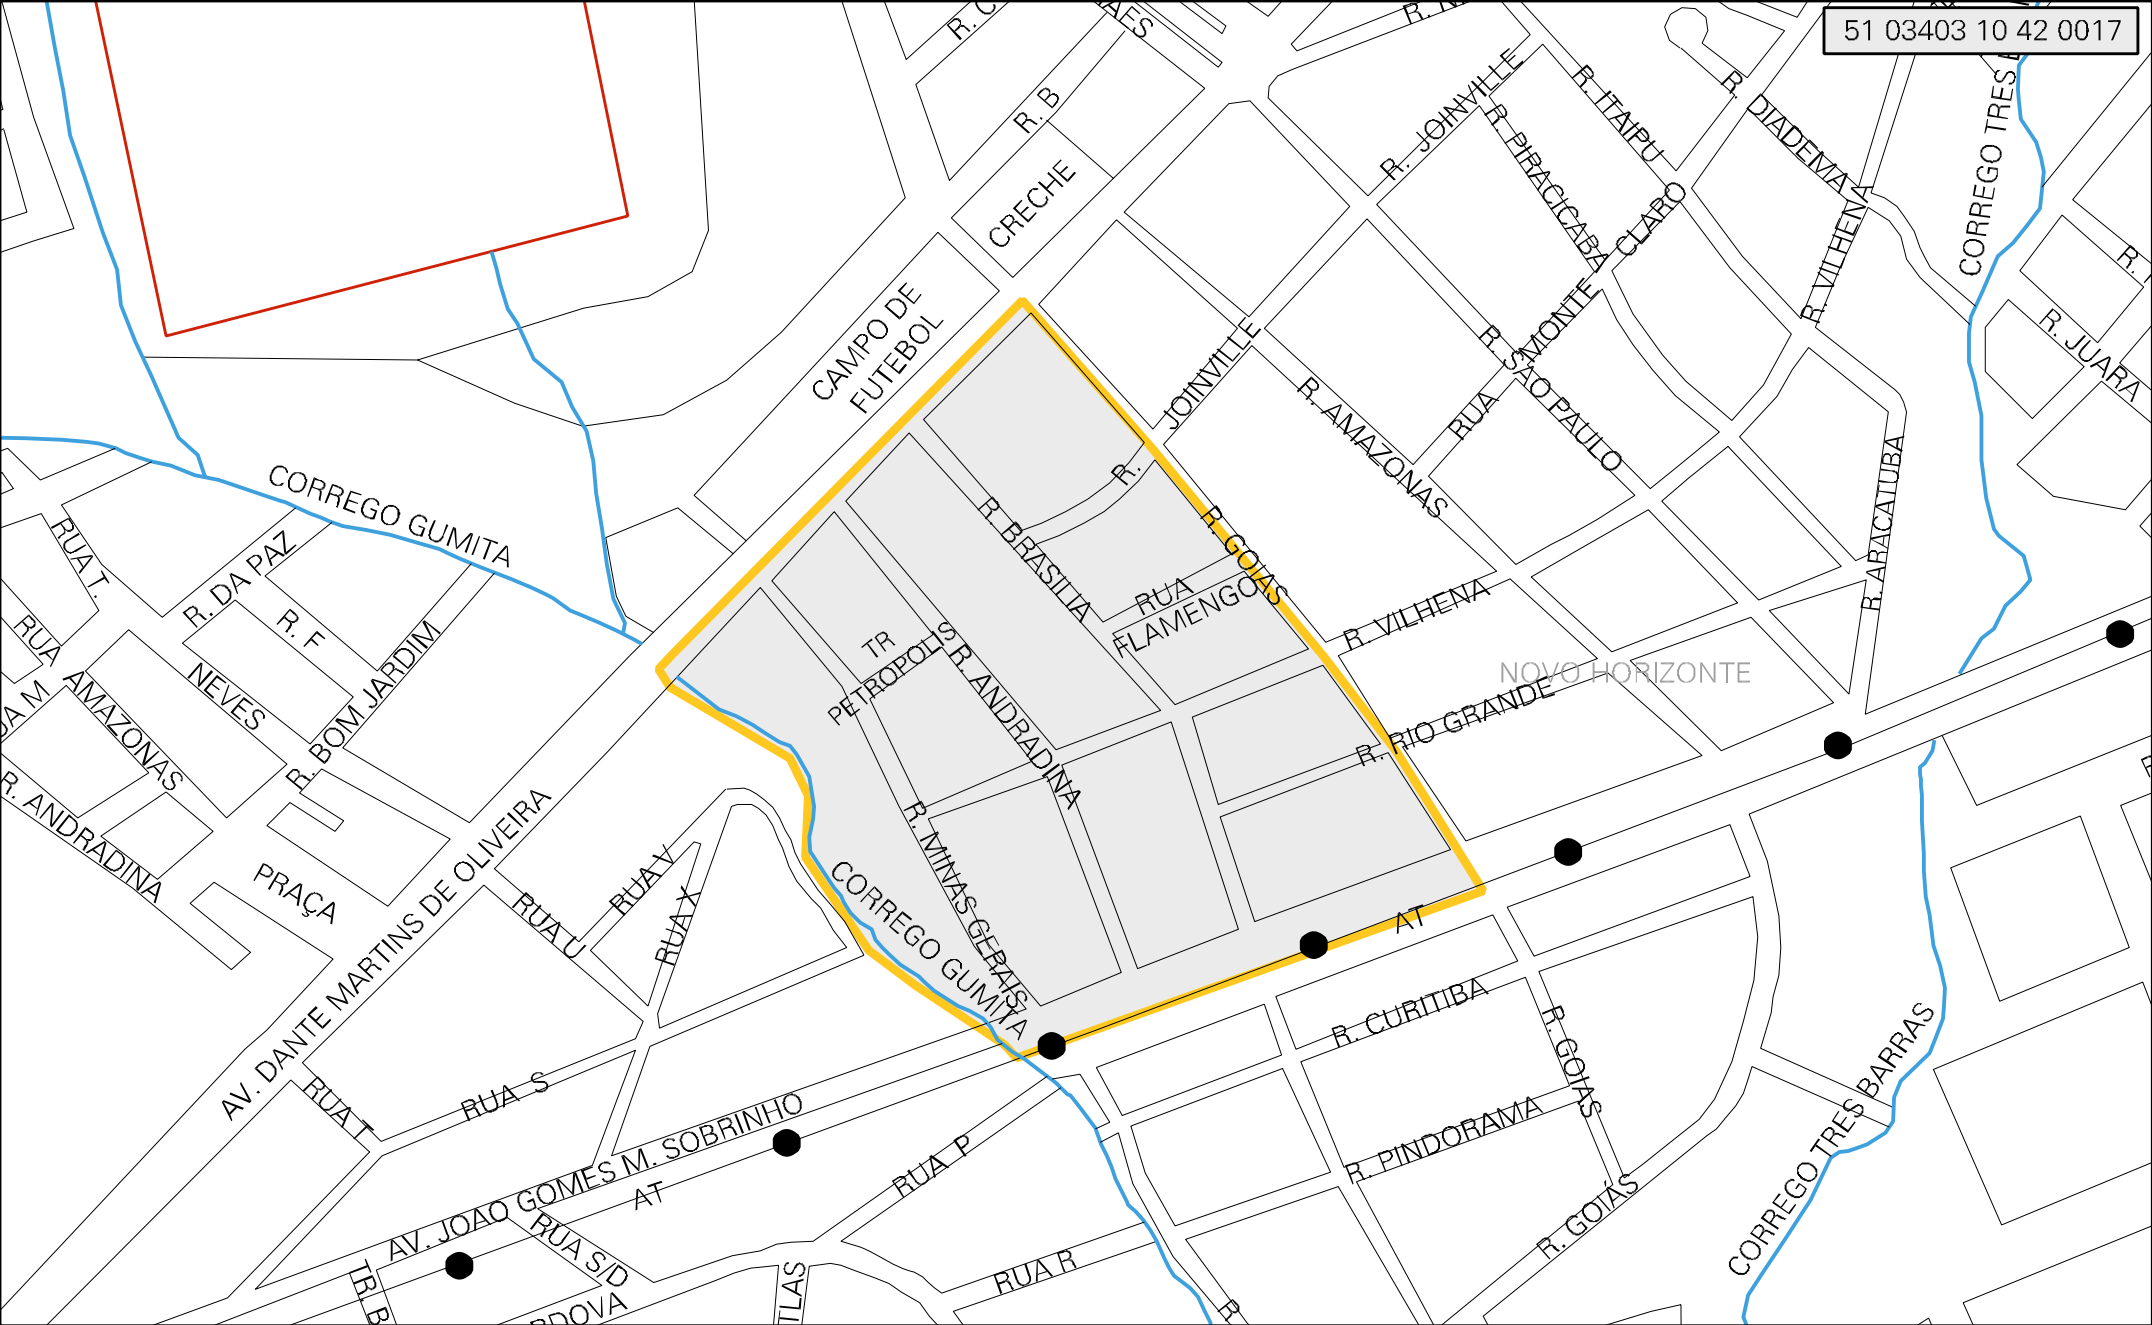 51 03403 10 42 0017
R. B
CRECHE
R. JOINVILLE
R. ITAIPU
R. PIRACICABA
R. DIADEMA
CORREGO TRES
R. VILHENA
RUA MONTE CLARO
R. JUARA
CAMPO DE
FUTEBOL
R. JOINVILLE
R. SAO PAULO
R. AMAZONAS
R. ARACATUBA
CORREGO GUMITA
RUA T.
R. DA PAZ
R. F
R. BRASILIA
R. GOIAS
RUA
FLAMENGO
R. VILHENA
NOVO HORIZONTE
RUA AMAZONAS
NEVES
R. BOM JARDIM
TR
PETROPOLIS
R. ANDRADINA
R. RIO GRANDE
R. ANDRADINA
PRAÇA
AV. DANTE MARTINS DE OLIVEIRA
RUA U
RUA V
RUA X
R. MINAS GERAIS
CORREGO GUMITA
AT
R. CURITIBA
R. GOIAS
CORREGO TRES BARRAS
RUA T
RUA S
AV. JOAO GOMES M. SOBRINHO
AT
RUA P
R. PINDORAMA
R. GOIÁS
RUA S/D
TR. B
RUA R
R.